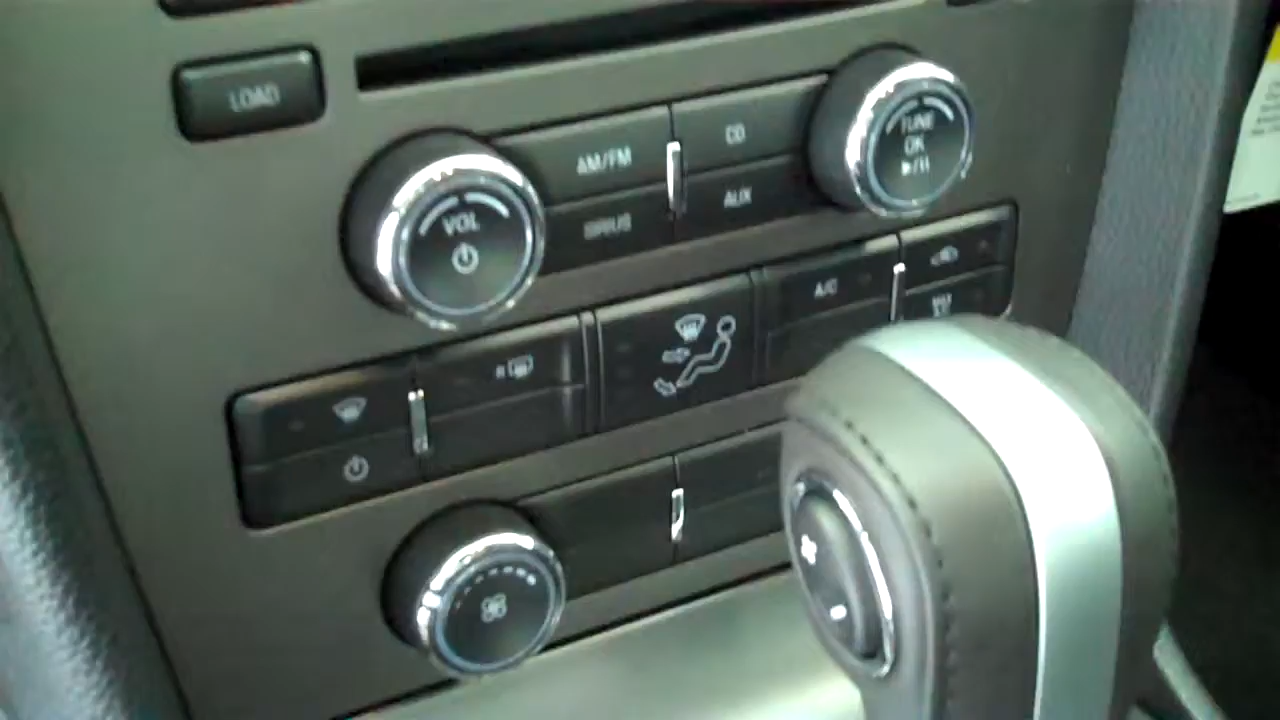 LOAD
AM/FM
CD
TUNE
OK
VOL
SIRIUS
AUX
A/C
R
+
-